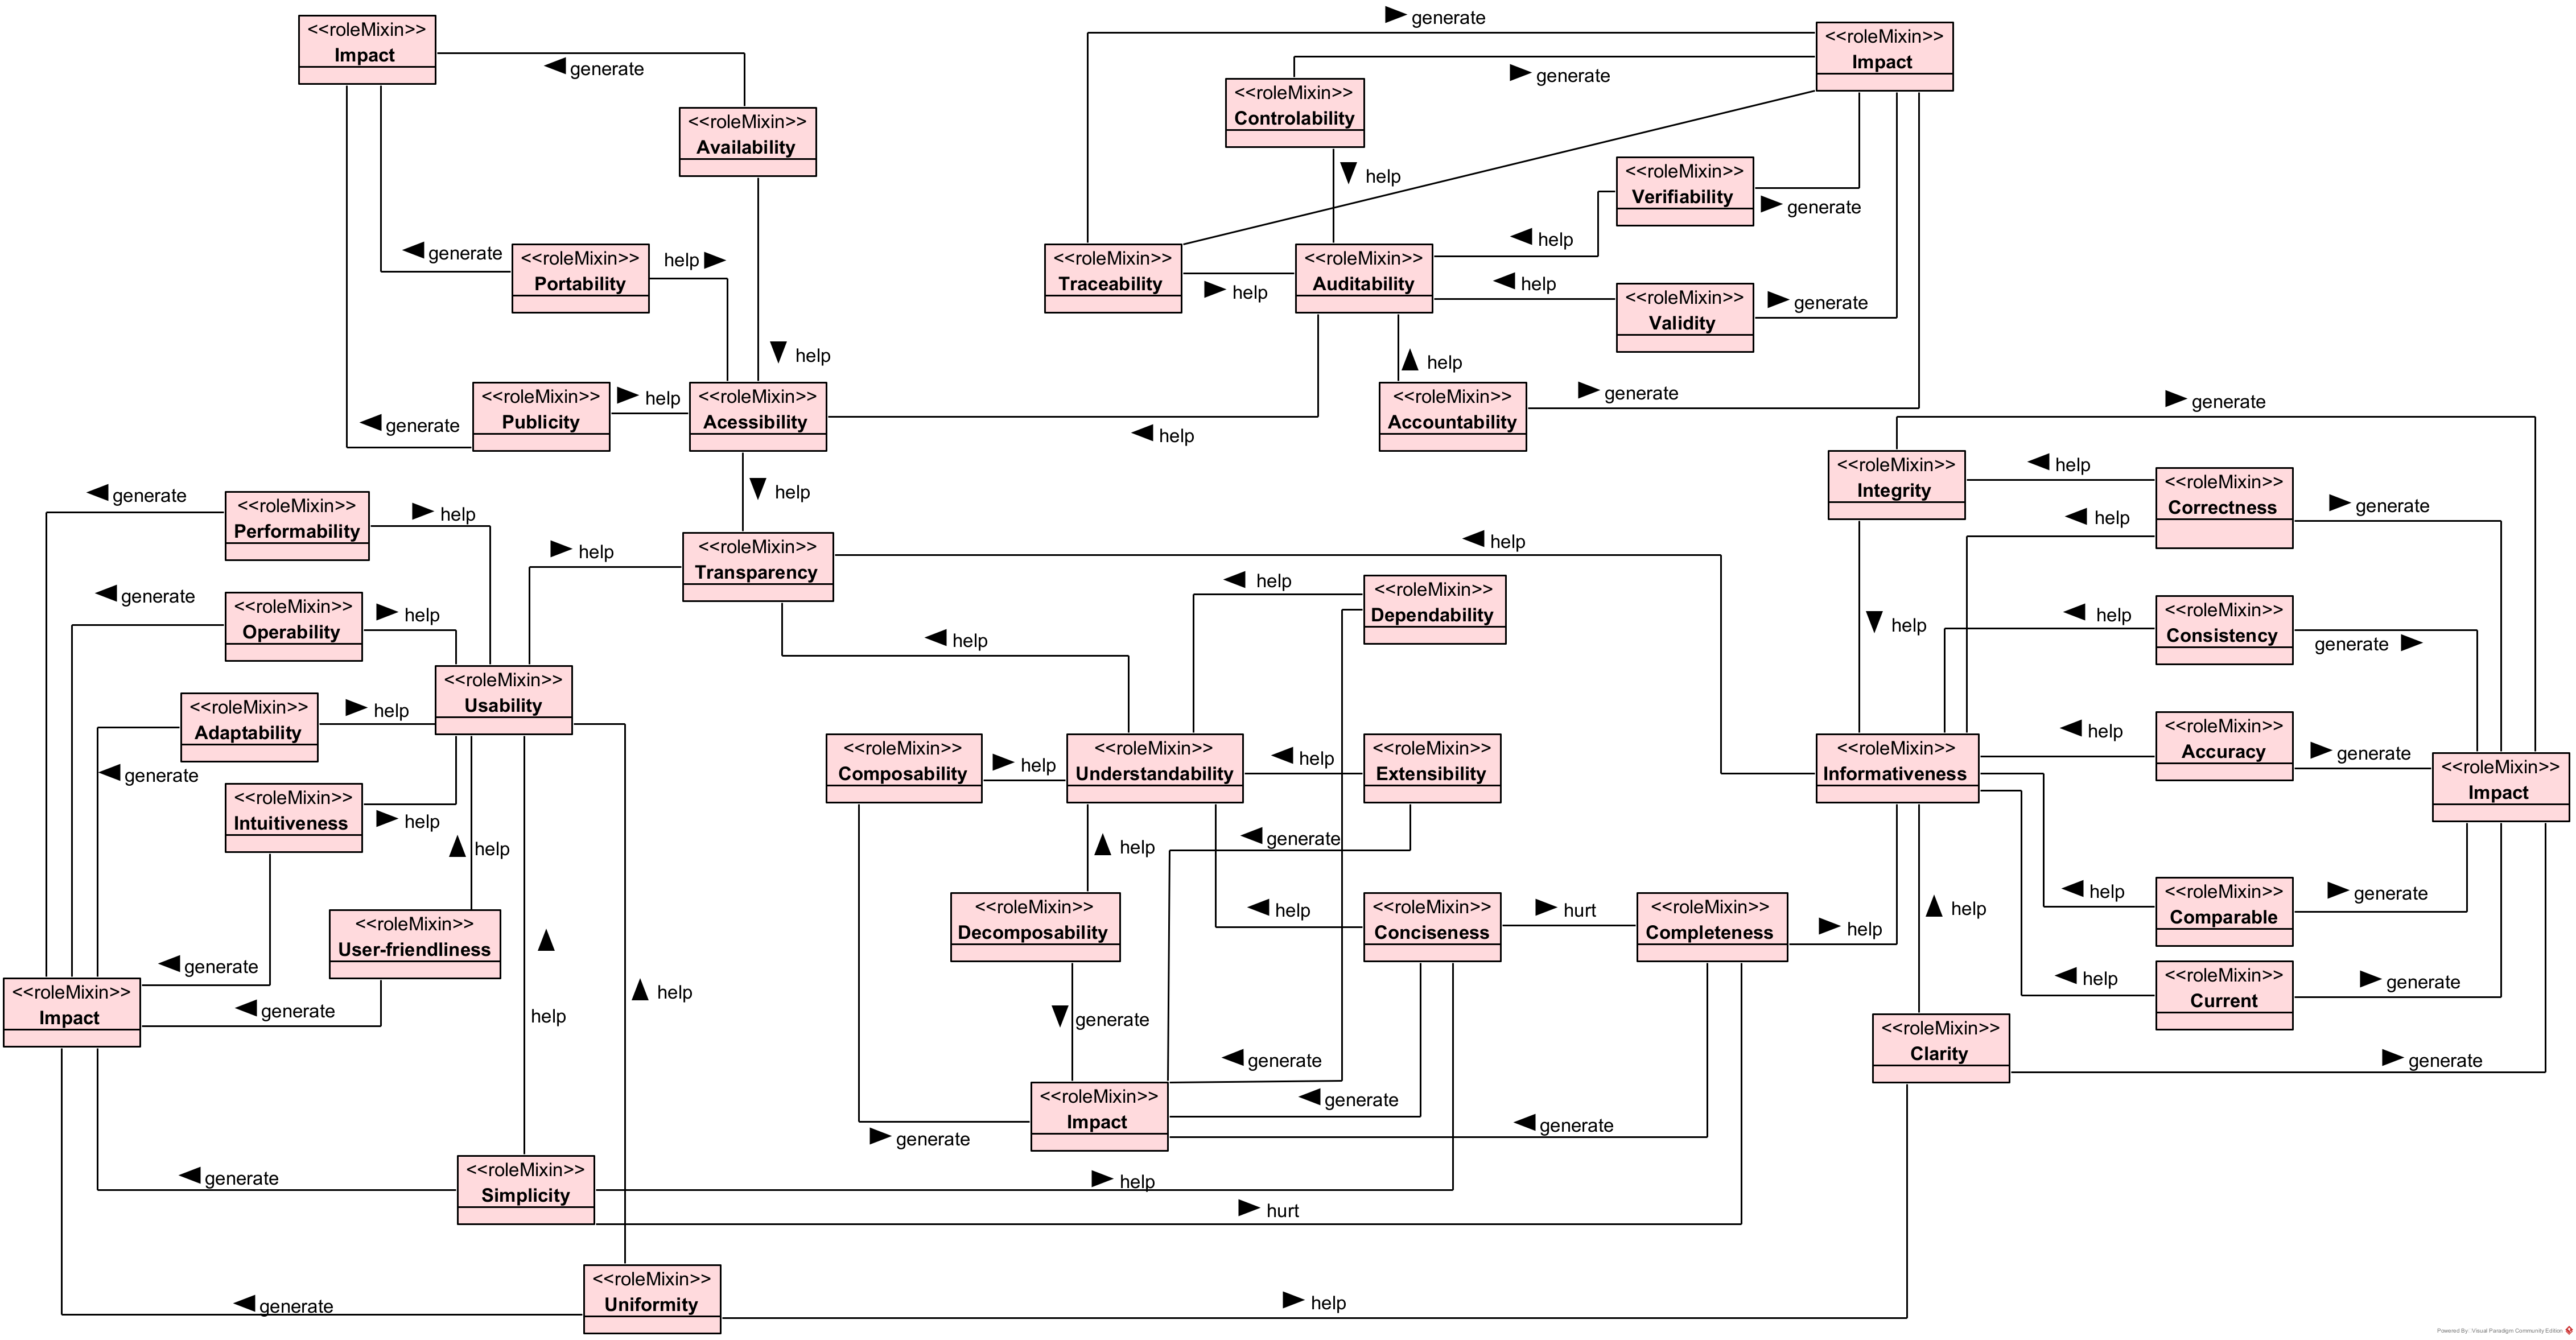 generate
<<roleMixin>>
Impact
<<roleMixin>>
Impact
generate
generate
<<roleMixin>>
Controlability
<<roleMixin>>
Availability
help
<<roleMixin>>
Verifiability
generate
help
generate
<<roleMixin>>
Portability
help
<<roleMixin>>
Traceability
help
<<roleMixin>>
Auditability
help
<<roleMixin>>
Validity
generate
help
help
generate
<<roleMixin>>
Publicity
help
<<roleMixin>>
Acessibility
help
<<roleMixin>>
Accountability
generate
generate
help
generate
<<roleMixin>>
Performability
help
<<roleMixin>>
Integrity
help
<<roleMixin>>
Correctness
generate
help
help
<<roleMixin>>
Transparency
help
help
<<roleMixin>>
Dependability
generate
<<roleMixin>>
Operability
help
help
help
help
<<roleMixin>>
Consistency
generate
<<roleMixin>>
Adaptability
help
<<roleMixin>>
Usability
generate
<<roleMixin>>
Composability
help
<<roleMixin>>
Understandability
help
<<roleMixin>>
Extensibility
<<roleMixin>>
Informativeness
help
<<roleMixin>>
Accuracy
generate
<<roleMixin>>
Impact
<<roleMixin>>
Intuitiveness
help
help
help
generate
<<roleMixin>>
Decomposability
help
<<roleMixin>>
Conciseness
hurt
<<roleMixin>>
Completeness
help
help
help
<<roleMixin>>
Comparable
generate
<<roleMixin>>
User-friendliness
generate
generate
<<roleMixin>>
Impact
help
help
generate
help
<<roleMixin>>
Current
generate
<<roleMixin>>
Clarity
generate
generate
<<roleMixin>>
Impact
generate
generate
generate
generate
<<roleMixin>>
Simplicity
help
hurt
generate
<<roleMixin>>
Uniformity
help
Powered By Visual Paradigm Community Edition